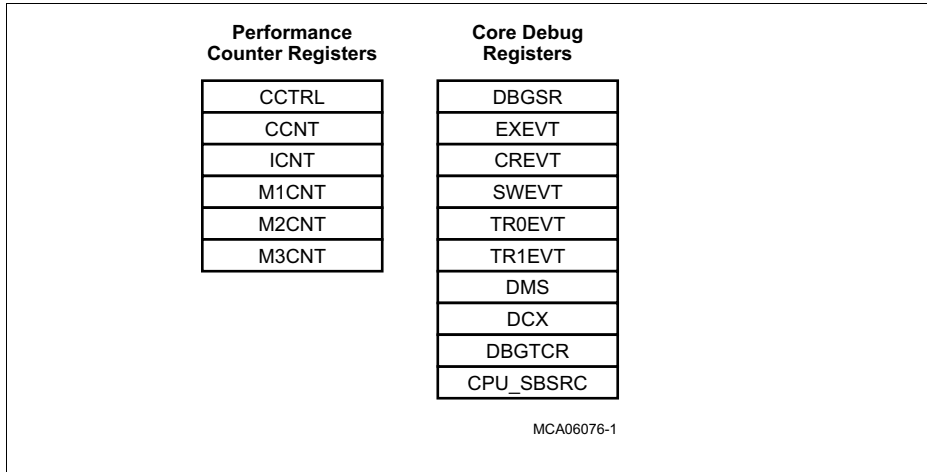 Performance
Counter Registers
CCTRL
CCNT
ICNT
M1CNT
M2CNT
M3CNT
Core Debug
Registers
DBGSR
EXEVT
CREVT
SWEVT
TR0EVT
TR1EVT
DMS
DCX
DBGTCR
CPU_SBSRC
MCA06076-1